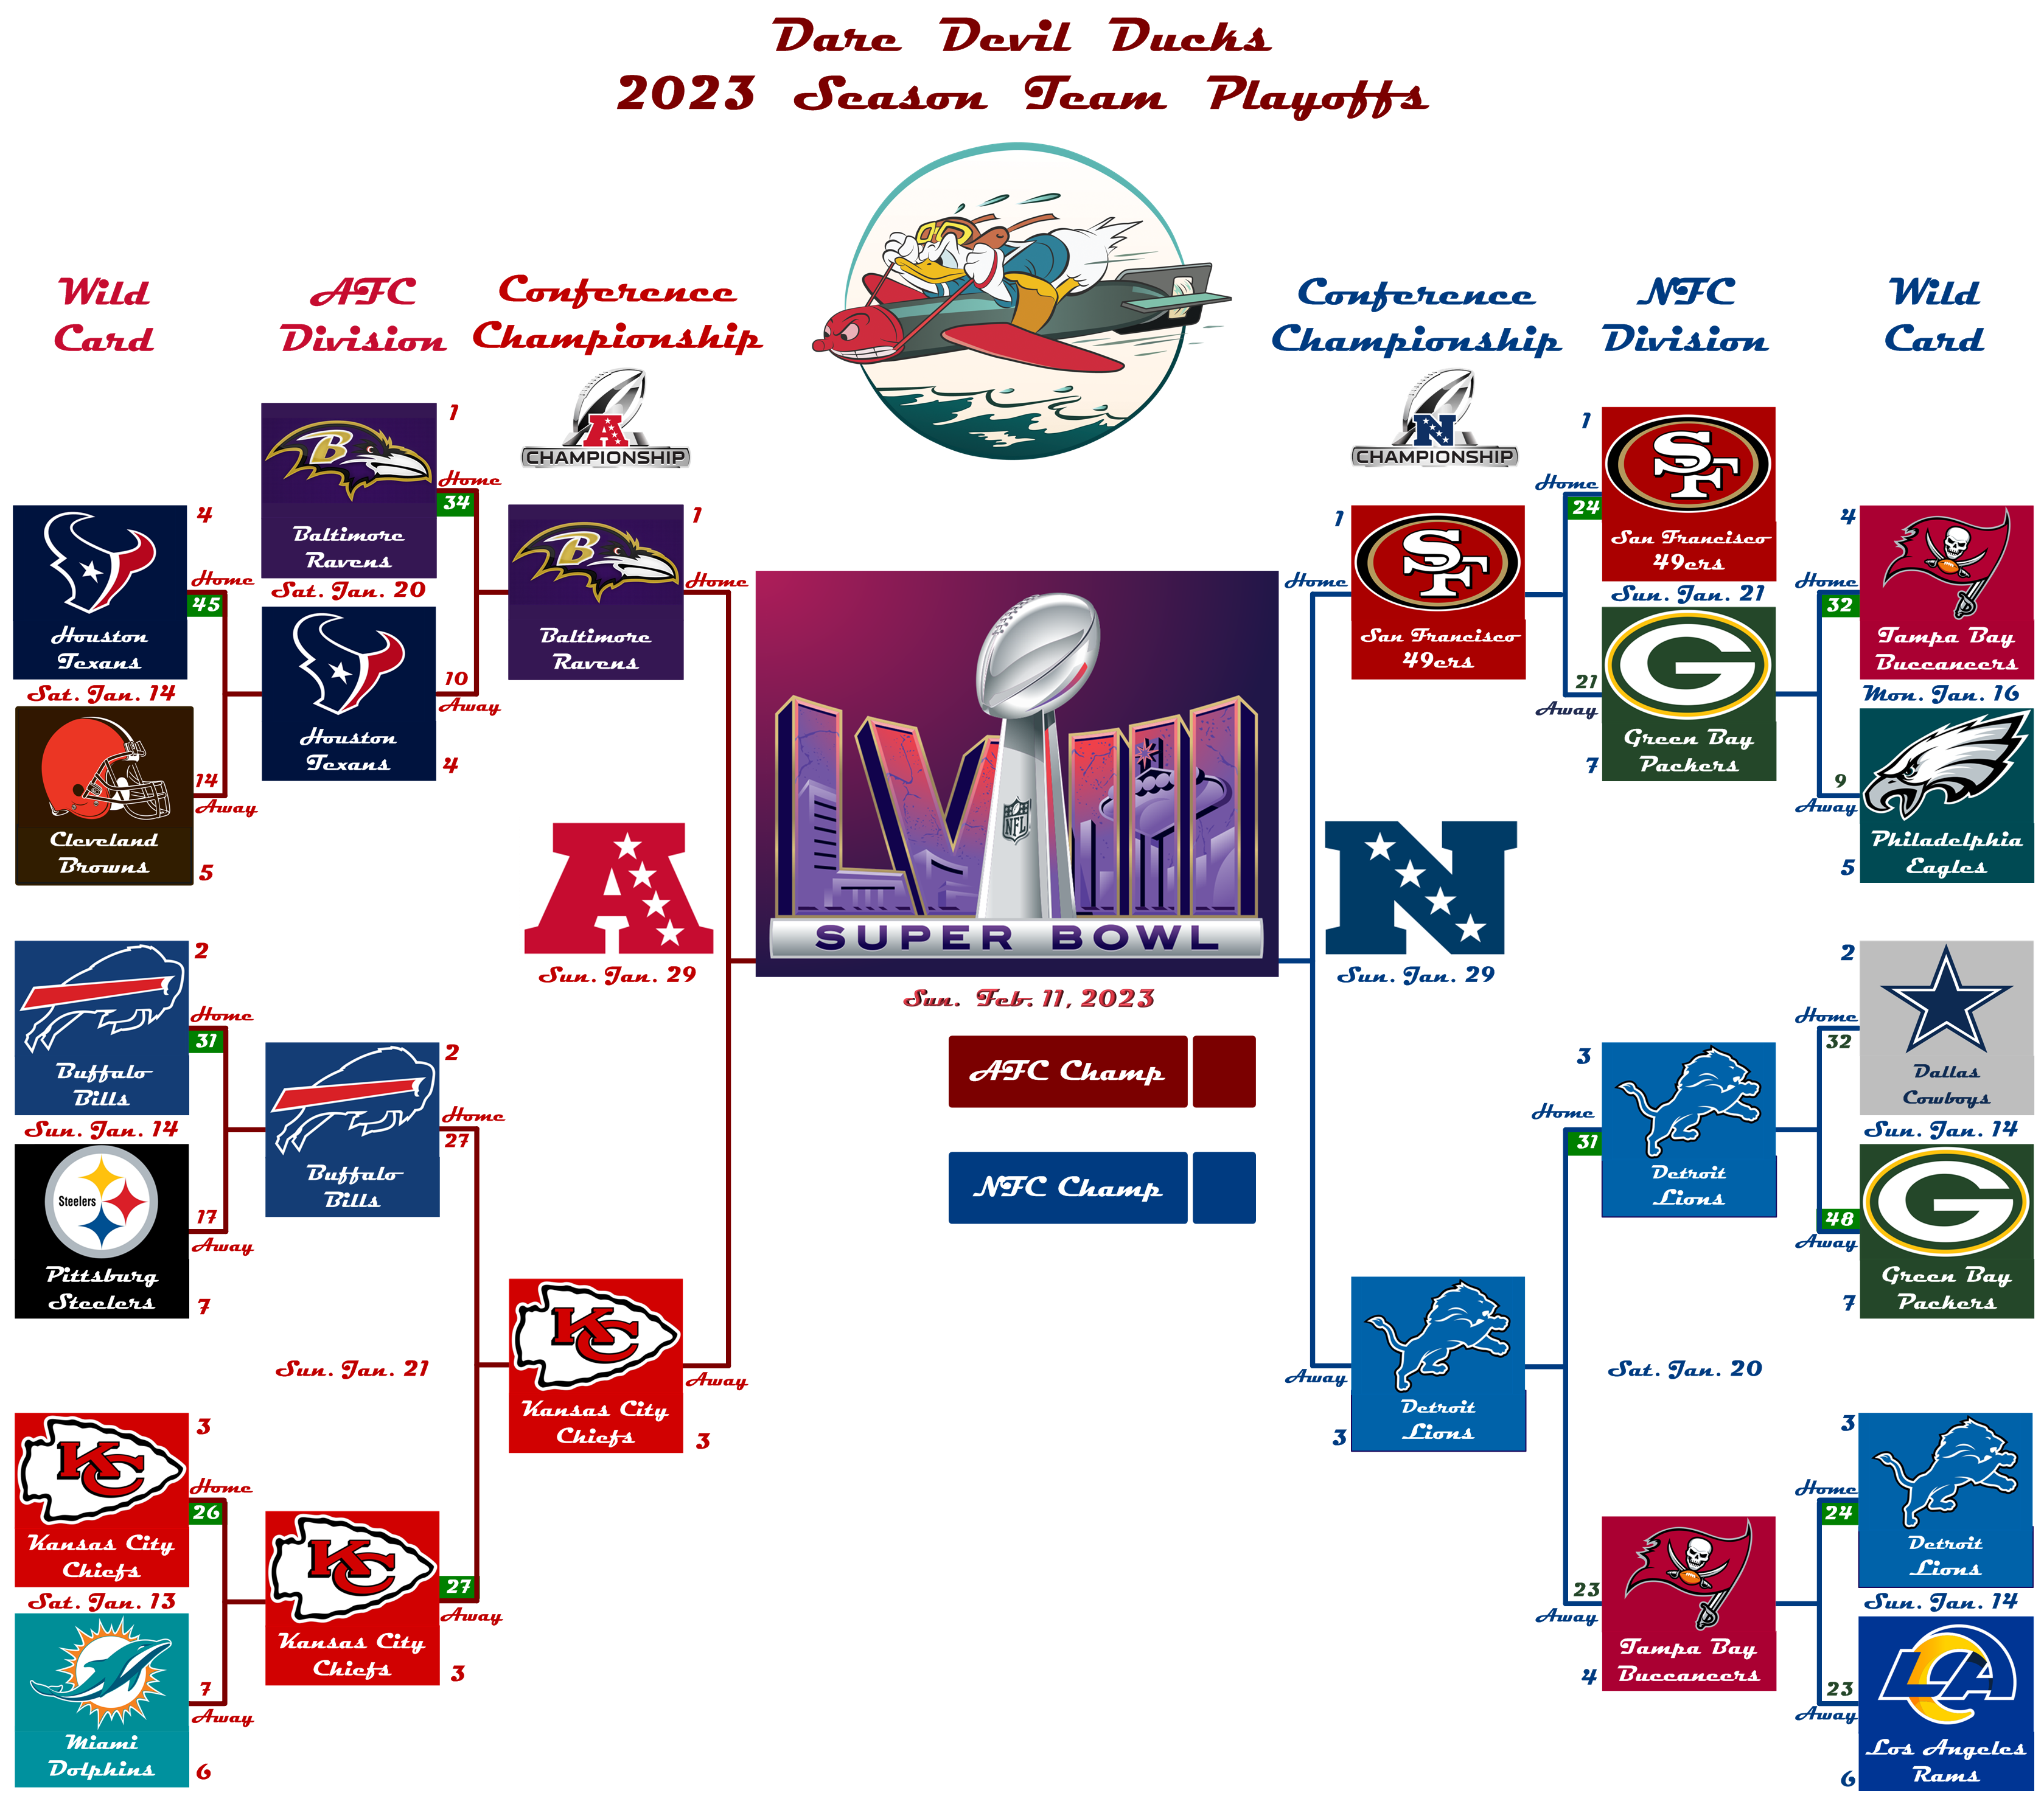 Dare Devil Ducks
2023 Season Team Playoffs
Wild
Card
AFC
Division
Conference
Championship
Conference
Championship
NFC
Division
Wild
Card
A
CHAMPIONSHIP
N
CHAMPIONSHIP
4
Houston
Texans
Home
45
Sat. Jan. 14
14
Away
Cleveland
Browns
5
2
Buffalo
Bills
Home
31
Sun. Jan. 14
17
Away
Steelers
Pittsburg
Steelers
7
3
KC
Kansas City
Chiefs
Home
26
Sat. Jan. 13
7
Away
Miami
Dolphins
6
1
B
Baltimore
Ravens
Home
34
Sat. Jan. 20
10
Away
Houston
Texans
4
2
Buffalo
Bills
Home
27
Sun. Jan. 21
KC
Kansas City
Chiefs
27
Away
3
1
B
Baltimore
Ravens
Home
A
Sun. Jan. 29
KC
Kansas City
Chiefs
Away
3
LVIII
NFL
SUPER BOWL
Sun. Feb. 11, 2023
AFC Champ
NFC Champ
1
SF
San Francisco
49ers
Home
N
Sun. Jan. 29
Away
Detroit
Lions
3
1
SF
San Francisco
49ers
Home
24
Sun. Jan. 21
21
Away
G
Green Bay
Packers
7
3
Home
31
Detroit
Lions
Sat. Jan. 20
23
Away
Tampa Bay
Buccaneers
4
4
Home
32
Tampa Bay
Buccaneers
Mon. Jan. 16
9
Away
Philadelphia
Eagles
5
2
Home
32
Dallas
Cowboys
Sun. Jan. 14
48
Away
G
Green Bay
Packers
7
3
Home
24
Detroit
Lions
Sun. Jan. 14
23
Away
LA
Los Angeles
Rams
6